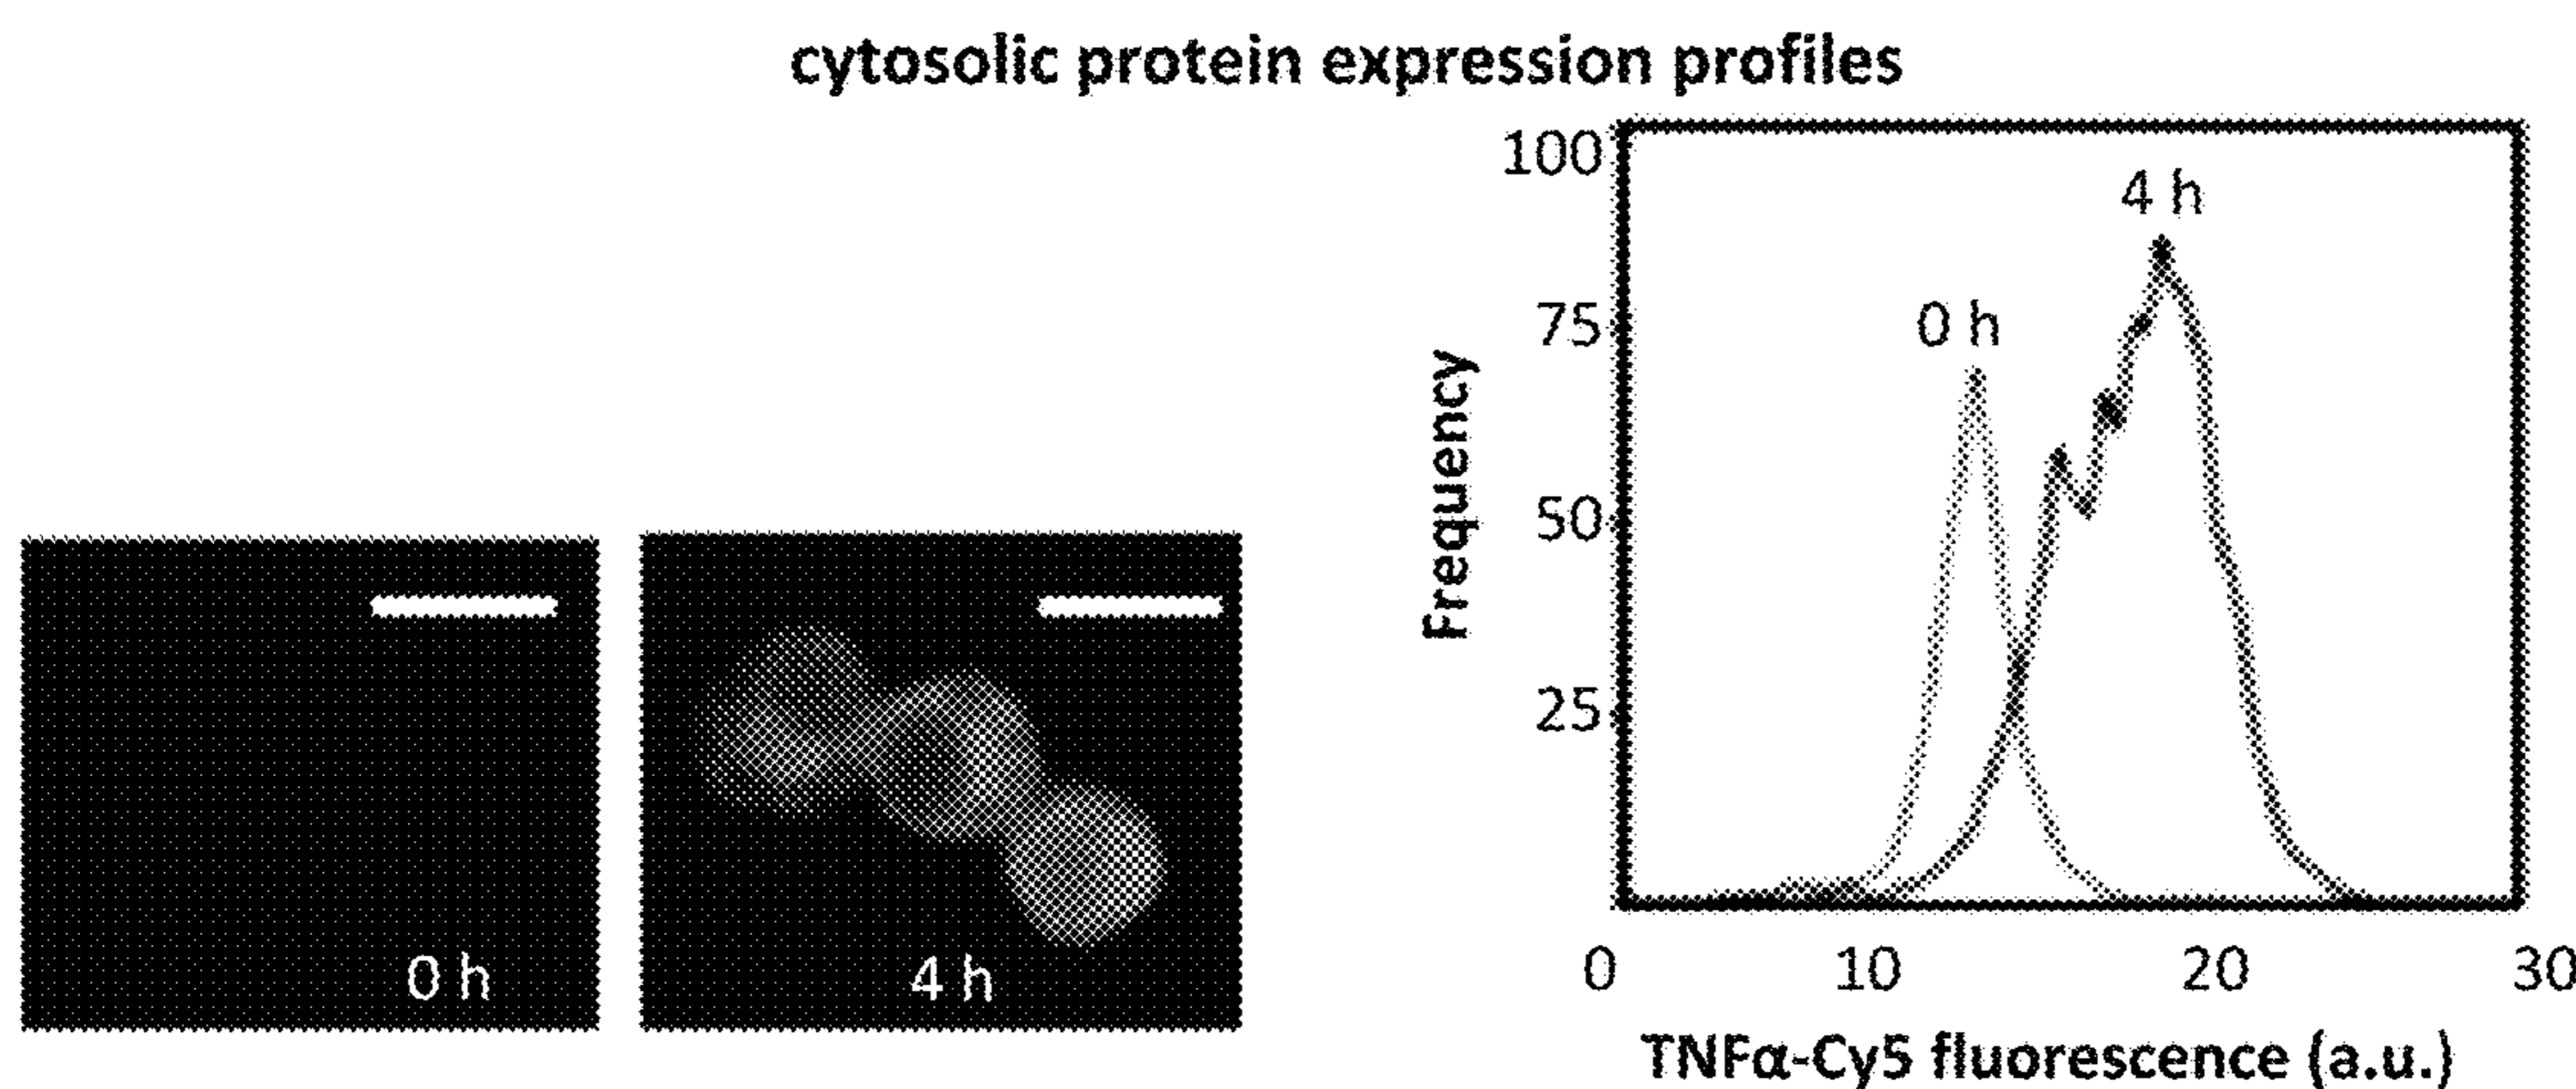 cytosolic protein expression profiles
0 h
4 h
Frequency
100
75
50
25
0 h
4 h
0 10 20 30
TNFα-Cy5 fluorescence (a.u.)